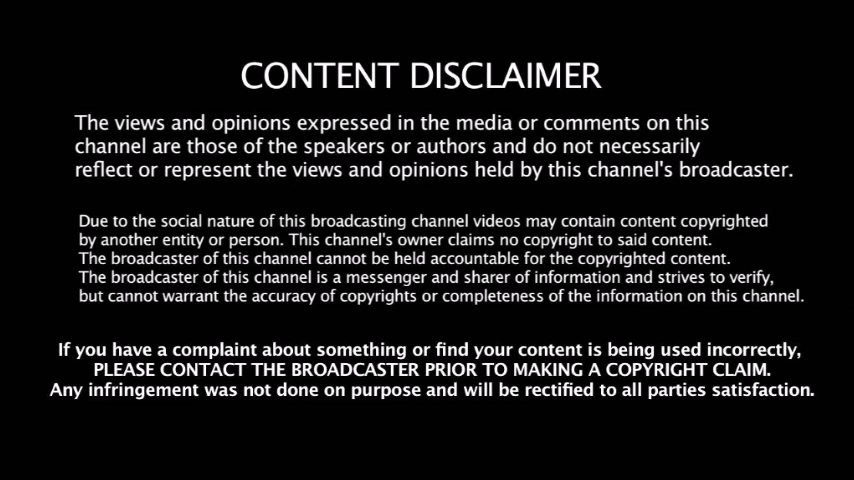 CONTENT DISCLAIMER
The views and opinions expressed in the media or comments on this
channel are those of the speakers or authors and do not necessarily
reflect or represent the views and opinions held by this channel's broadcaster.
Due to the social nature of this broadcasting channel videos may contain content copyrighted
by another entity or person. This channel's owner claims no copyright to said content.
The broadcaster of this channel cannot be held accountable for the copyrighted content.
The broadcaster of this channel is a messenger and sharer of information and strives to verify,
but cannot warrant the accuracy of copyrights or completeness of the information on this channel.
If you have a complaint about something or find your content is being used incorrectly,
PLEASE CONTACT THE BROADCASTER PRIOR TO MAKING A COPYRIGHT CLAIM.
Any infringement was not done on purpose and will be rectified to all parties satisfaction.